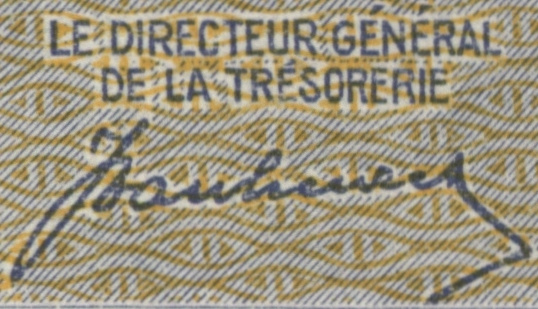 LE DIRECTEUR GÉNÉRAL
DE LA TRÉSORERIE